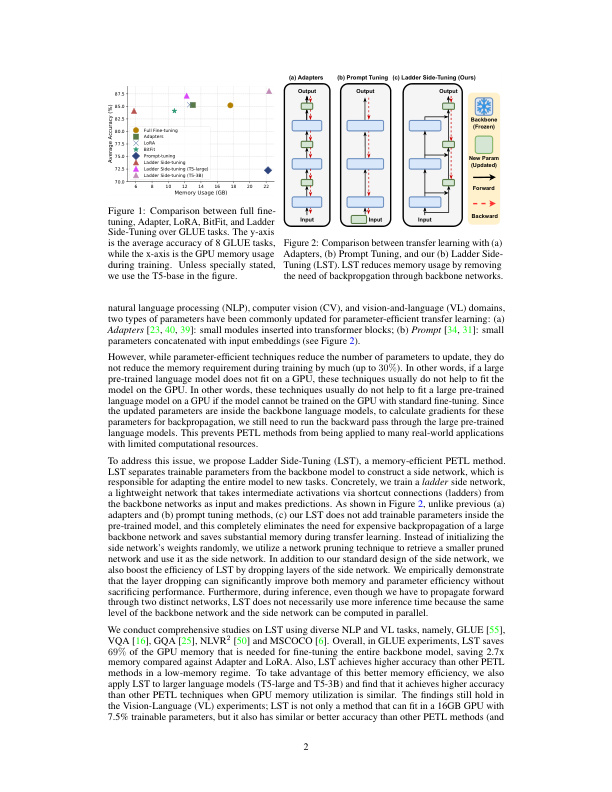 87.5
85.0
82.5
80.0
77.5
75.0
72.5
70.0
Average Accuracy (%)
Full Fine-tuning
Adapters
LoRA
BitFit
Prompt-tuning
Ladder Side-tuning
Ladder Side-tuning (T5-large)
Ladder Side-tuning (T5-3B)
6 8 10 12 14 16 18 20 22
Memory Usage (GB)
Figure 1: Comparison between full fine-
tuning, Adapter, LoRA, BitFit, and Ladder
Side-Tuning over GLUE tasks. The y-axis
is the average accuracy of 8 GLUE tasks,
while the x-axis is the GPU memory usage
during training. Unless specially stated,
we use the T5-base in the figure.
(a) Adapters (b) Prompt Tuning (c) Ladder Side-Tuning (Ours)
Output Output Output
Input Input Input
Backbone
(Frozen)
New Param
(Updated)
Forward
Backward
Figure 2: Comparison between transfer learning with (a)
Adapters, (b) Prompt Tuning, and our (b) Ladder Side-
Tuning (LST). LST reduces memory usage by removing
the need of backpropgation through backbone networks.
natural language processing (NLP), computer vision (CV), and vision-and-language (VL) domains,
two types of parameters have been commonly updated for parameter-efficient transfer learning: (a)
Adapters [23, 40, 39]: small modules inserted into transformer blocks; (b) Prompt [34, 31]: small
parameters concatenated with input embeddings (see Figure 2).
However, while parameter-efficient techniques reduce the number of parameters to update, they do
not reduce the memory requirement during training by much (up to 30%). In other words, if a large
pre-trained language model does not fit on a GPU, these techniques usually do not help to fit the
model on the GPU. In other words, these techniques usually do not help to fit a large pre-trained
language model on a GPU if the model cannot be trained on the GPU with standard fine-tuning. Since
the updated parameters are inside the backbone language models, to calculate gradients for these
parameters for backpropagation, we still need to run the backward pass through the large pre-trained
language models. This prevents PETL methods from being applied to many real-world applications
with limited computational resources.
To address this issue, we propose Ladder Side-Tuning (LST), a memory-efficient PETL method.
LST separates trainable parameters from the backbone model to construct a side network, which is
responsible for adapting the entire model to new tasks. Concretely, we train a ladder side network,
a lightweight network that takes intermediate activations via shortcut connections (ladders) from
the backbone networks as input and makes predictions. As shown in Figure 2, unlike previous (a)
adapters and (b) prompt tuning methods, (c) our LST does not add trainable parameters inside the
pre-trained model, and this completely eliminates the need for expensive backpropagation of a large
backbone network and saves substantial memory during transfer learning. Instead of initializing the
side network's weights randomly, we utilize a network pruning technique to retrieve a smaller pruned
network and use it as the side network. In addition to our standard design of the side network, we
also boost the efficiency of LST by dropping layers of the side network. We empirically demonstrate
that the layer dropping can significantly improve both memory and parameter efficiency without
sacrificing performance. Furthermore, during inference, even though we have to propagate forward
through two distinct networks, LST does not necessarily use more inference time because the same
level of the backbone network and the side network can be computed in parallel.
We conduct comprehensive studies on LST using diverse NLP and VL tasks, namely, GLUE [55],
VQA [16], GQA [25], NLVR² [50] and MSCOCO [6]. Overall, in GLUE experiments, LST saves
69% of the GPU memory that is needed for fine-tuning the entire backbone model, saving 2.7x
memory compared against Adapter and LoRA. Also, LST achieves higher accuracy than other PETL
methods in a low-memory regime. To take advantage of this better memory efficiency, we also
apply LST to larger language models (T5-large and T5-3B) and find that it achieves higher accuracy
than other PETL techniques when GPU memory utilization is similar. The findings still hold in
the Vision-Language (VL) experiments; LST is not only a method that can fit in a 16GB GPU with
7.5% trainable parameters, but it also has similar or better accuracy than other PETL methods (and
2